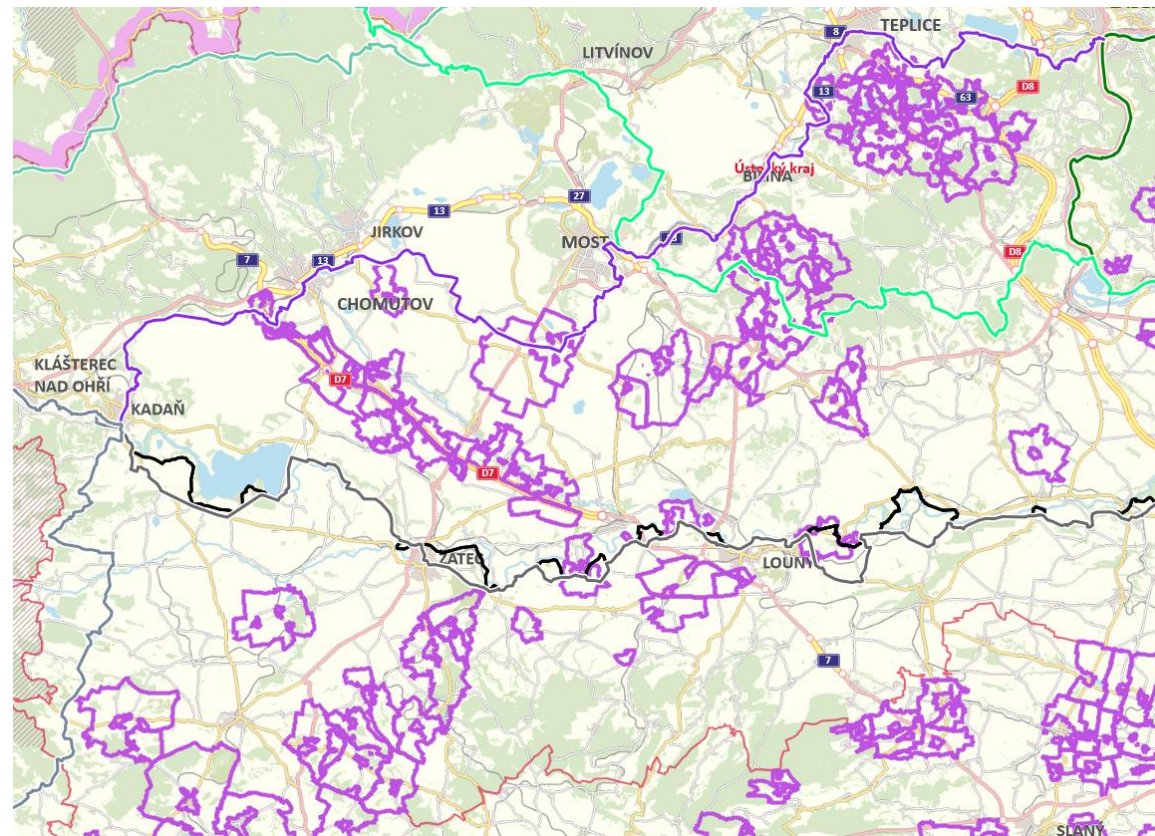 TEPLICE
8
LITVÍNOV
13
63
D8
Ústecký kraj
BÍLINA
27
13
JIRKOV
MOST
13
7
13
D8
CHOMUTOV
KLÁŠTEREC
NAD OHŘÍ
D7
KADAŇ
D7
ŽATEC
LOUNY
7
SLANÝ